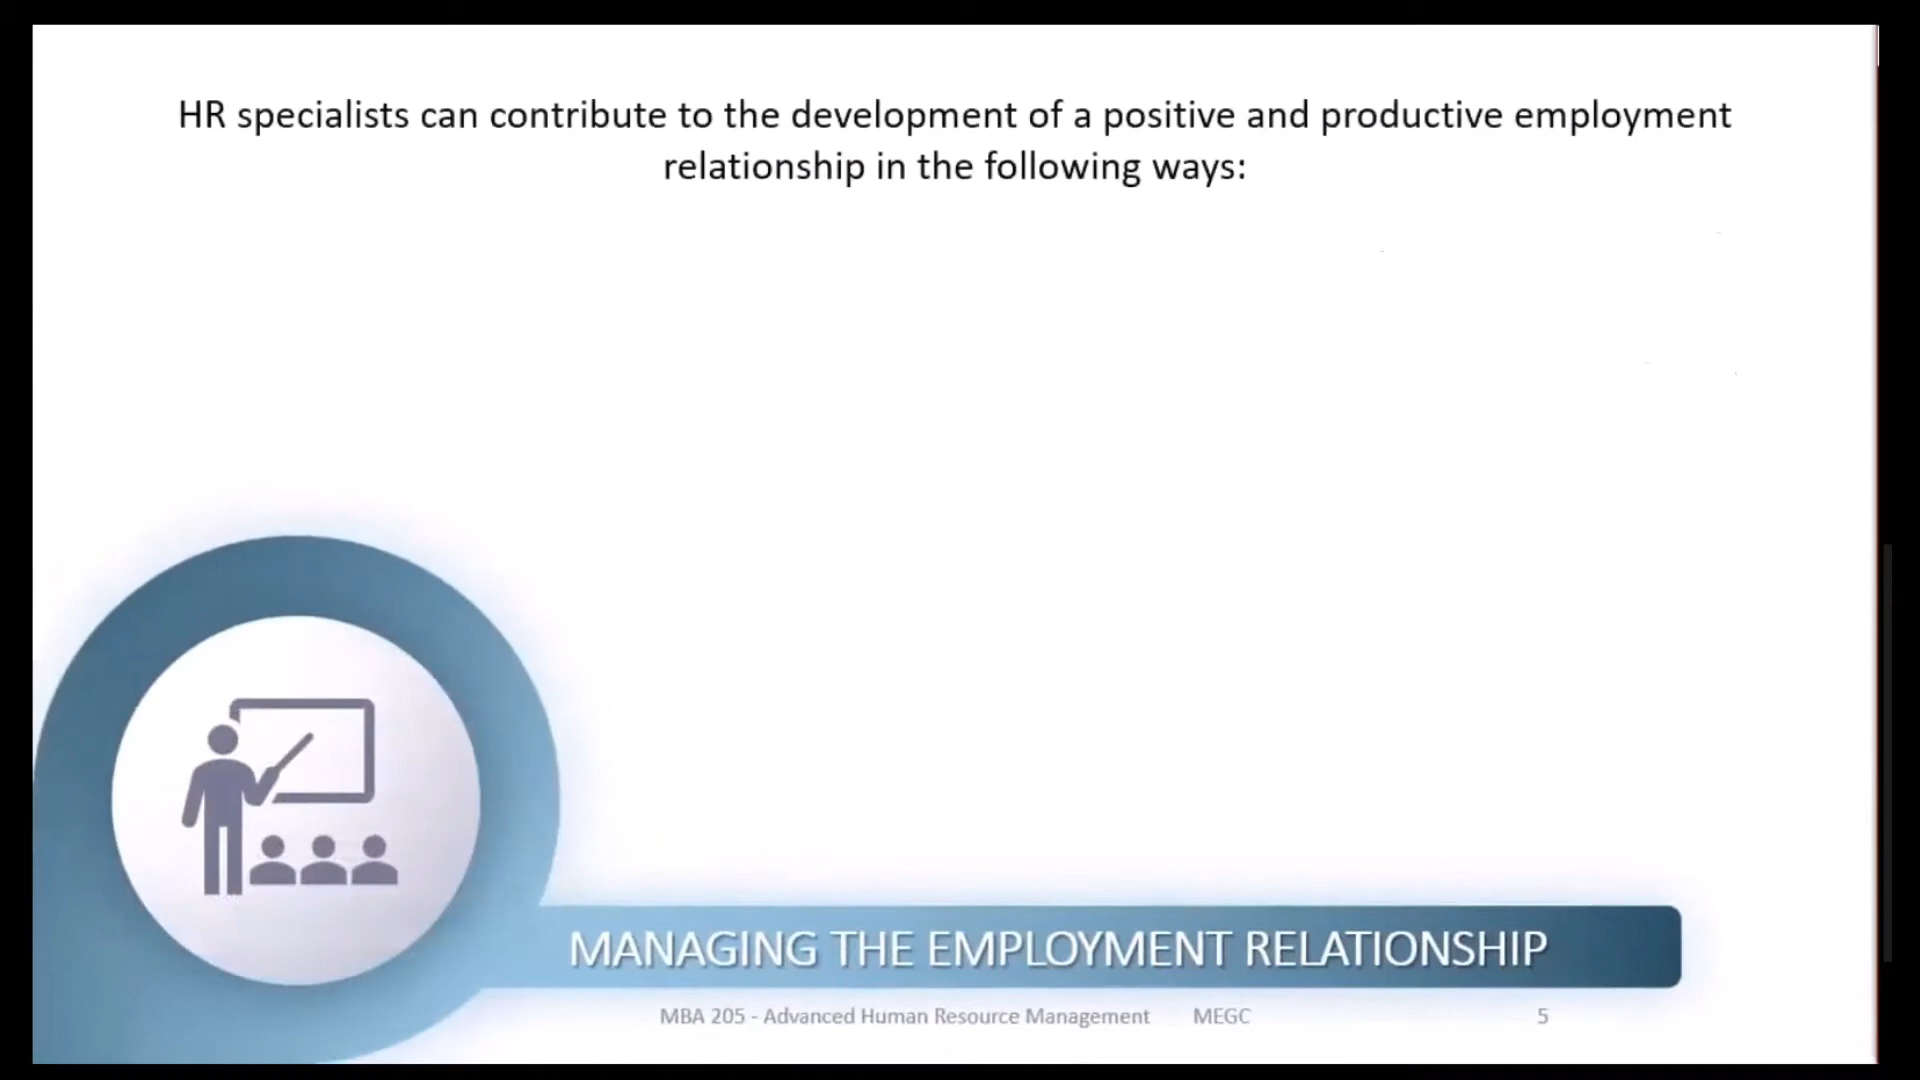 HR specialists can contribute to the development of a positive and productive employment
relationship in the following ways:
MANAGING THE EMPLOYMENT RELATIONSHIP
MBA 205 - Advanced Human Resource Management MEGC 5